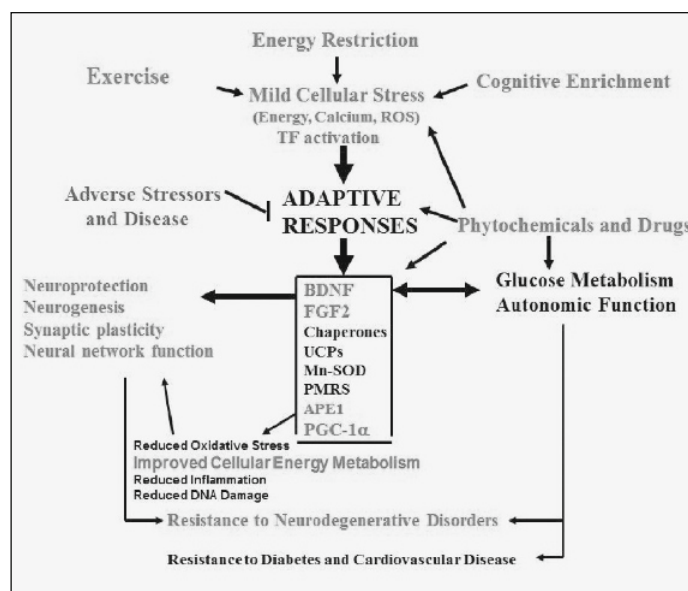 Energy Restriction
Exercise
Cognitive Enrichment
Mild Cellular Stress
(Energy, Calcium, ROS)
TF activation
Adverse Stressors
and Disease
ADAPTIVE
RESPONSES
Phytochemicals and Drugs
Glucose Metabolism
Autonomic Function
Neuroprotection
Neurogenesis
Synaptic plasticity
Neural network function
BDNF
FGF2
Chaperones
UCPs
Mn-SOD
PMRS
APE1
PGC-1α
Reduced Oxidative Stress
Improved Cellular Energy Metabolism
Reduced Inflammation
Reduced DNA Damage
Resistance to Neurodegenerative Disorders
Resistance to Diabetes and Cardiovascular Disease